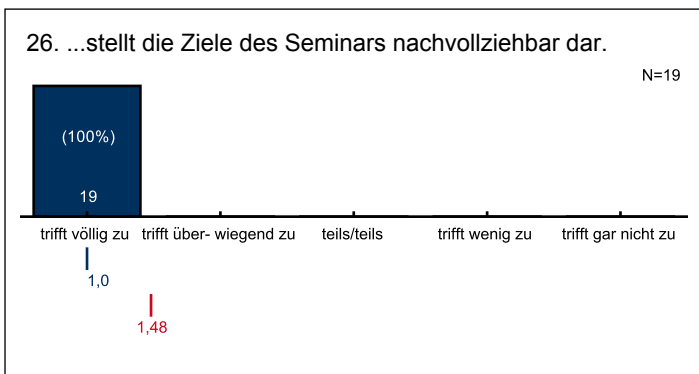 26. ...stellt die Ziele des Seminars nachvollziehbar dar.
N=19
(100%)
19
trifft völlig zu trifft über- wiegend zu teils/teils trifft wenig zu trifft gar nicht zu
1,0
1,48